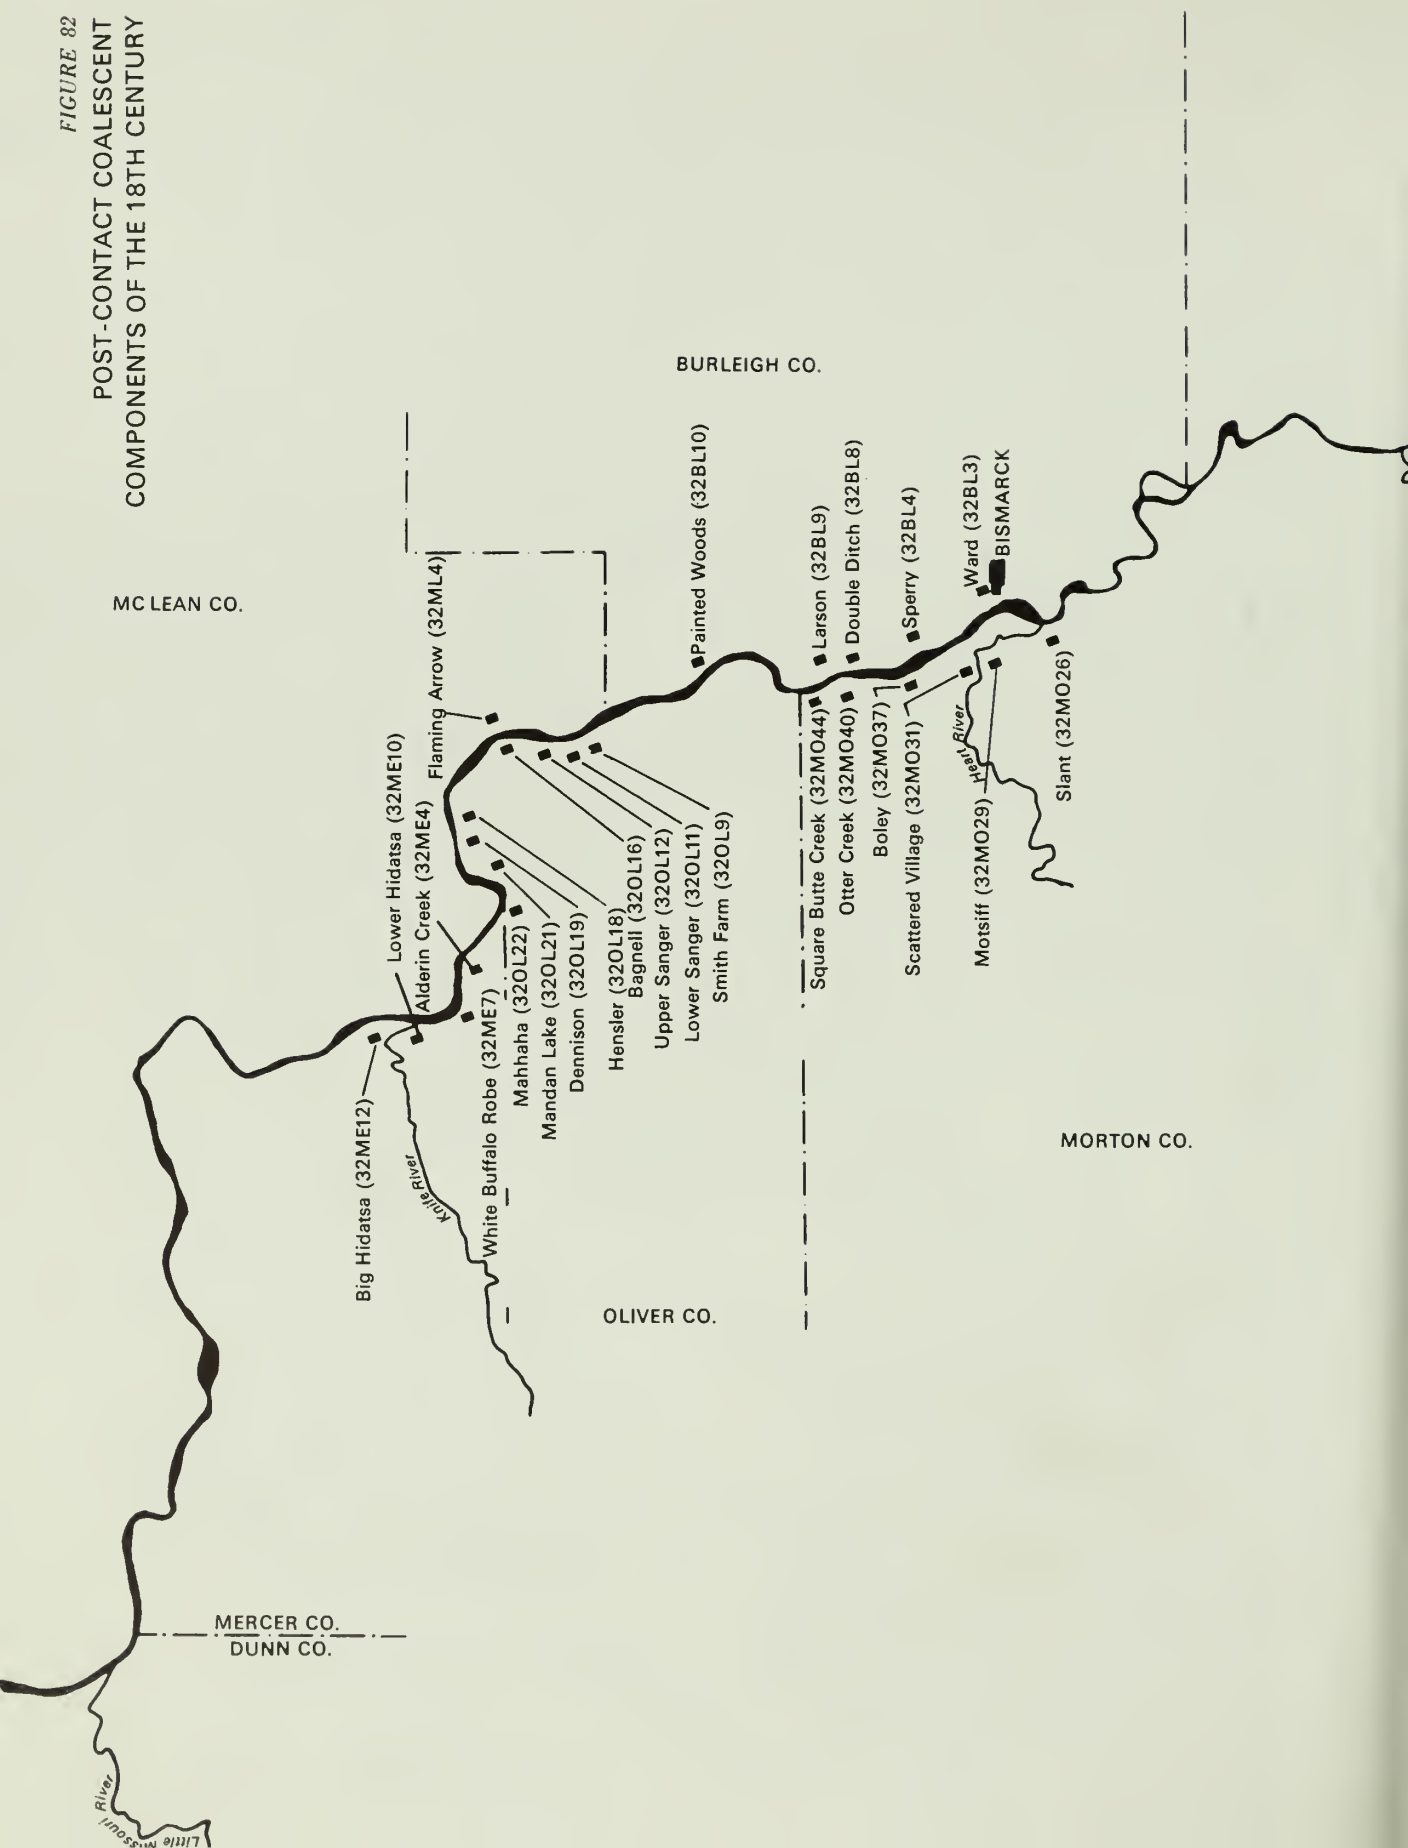 FIGURE 82
POST-CONTACT COALESCENT
COMPONENTS OF THE 18TH CENTURY
BURLEIGH CO.
MC LEAN CO.
Painted Woods (32BL10)
Larson (32BL9)
Double Ditch (32BL8)
Sperry (32BL4)
Ward (32BL3)
BISMARCK
Flaming Arrow (32ML4)
Lower Hidatsa (32ME10)
Alderin Creek (32ME4)
Big Hidatsa (32ME12)
Knife River
White Buffalo Robe (32ME7)
Mahhaha (32OL22)
Mandan Lake (32OL21)
Dennison (32OL19)
Hensler (32OL18)
Bagnell (32OL16)
Upper Sanger (32OL12)
Lower Sanger (32OL11)
Smith Farm (32OL9)
Square Butte Creek (32MO44)
Otter Creek (32MO40)
Boley (32MO37)
Scattered Village (32MO31)
Heart River
Motsiff (32MO29)
Slant (32MO26)
MORTON CO.
OLIVER CO.
MERCER CO.
DUNN CO.
Little Missouri River